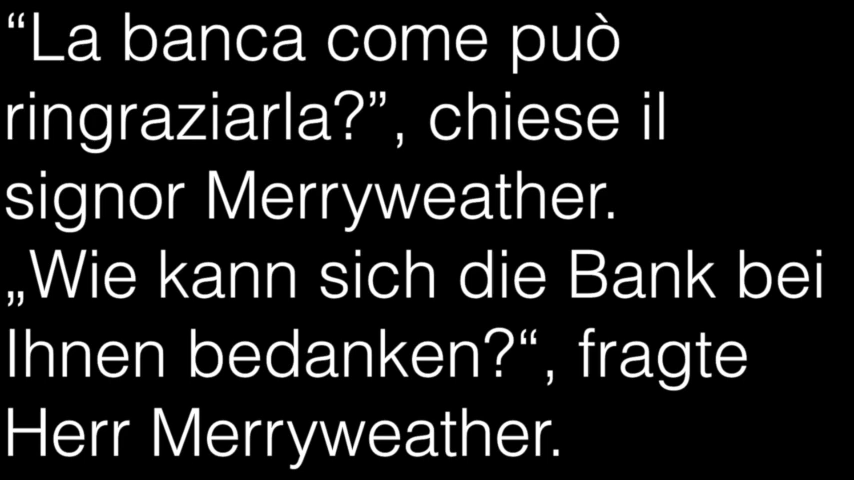 “La banca come può
ringraziarla?”, chiese il
signor Merryweather.
„Wie kann sich die Bank bei
Ihnen bedanken?“, fragte
Herr Merryweather.